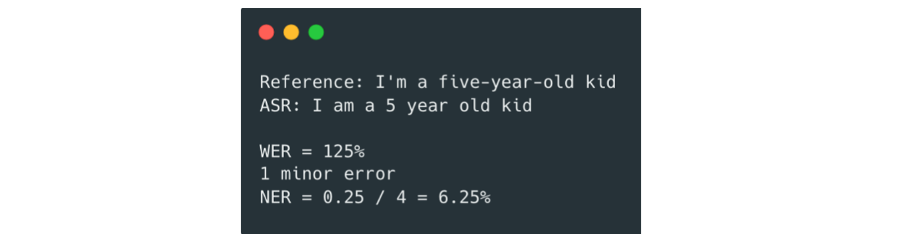 Reference: I'm a five-year-old kid
ASR: I am a 5 year old kid
WER = 125%
1 minor error
NER = 0.25 / 4 = 6.25%